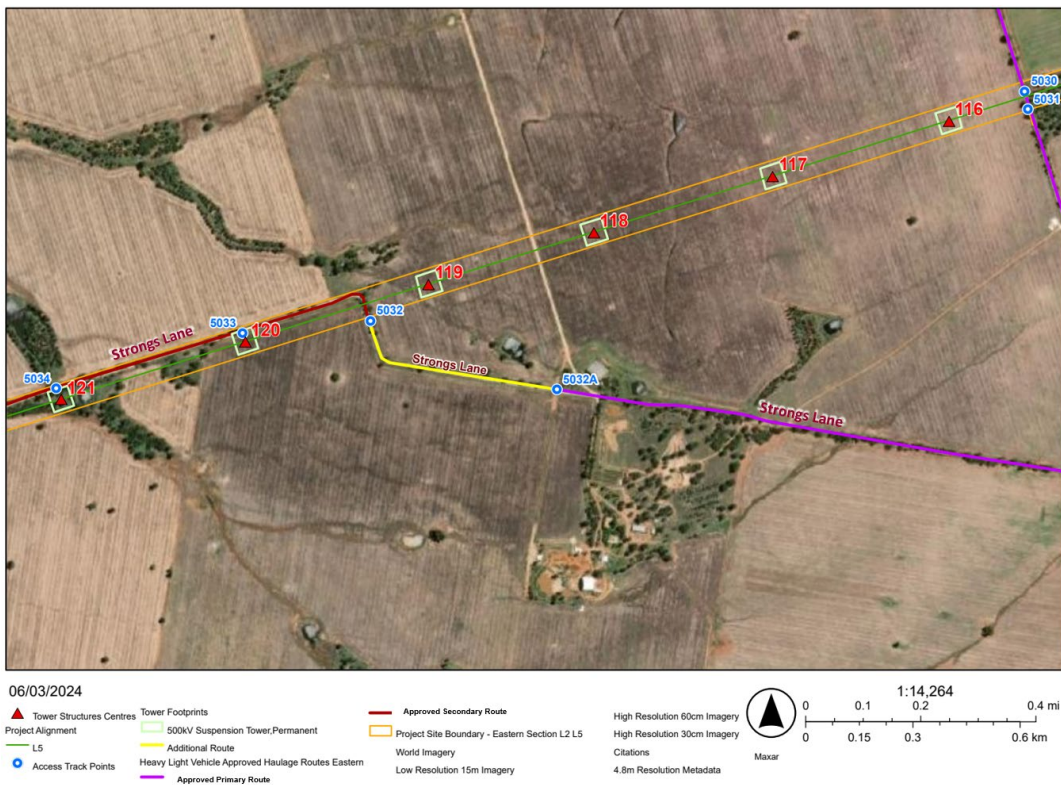 5030
5031
116
117
118
119
5032
5033
120
Strongs Lane
Strongs Lane
5032A
5034
121
Strongs Lane
06/03/2024
Tower Structures Centres
Project Alignment
L5
Access Track Points
Tower Footprints
500kV Suspension Tower,Permanent
Additional Route
Heavy Light Vehicle Approved Haulage Routes Eastern
Approved Primary Route
Approved Secondary Route
Project Site Boundary - Eastern Section L2 L5
World Imagery
Low Resolution 15m Imagery
High Resolution 60cm Imagery
High Resolution 30cm Imagery
Citations
4.8m Resolution Metadata
Maxar
1:14,264
0 0.1 0.2 0.4 mi
0 0.15 0.3 0.6 km